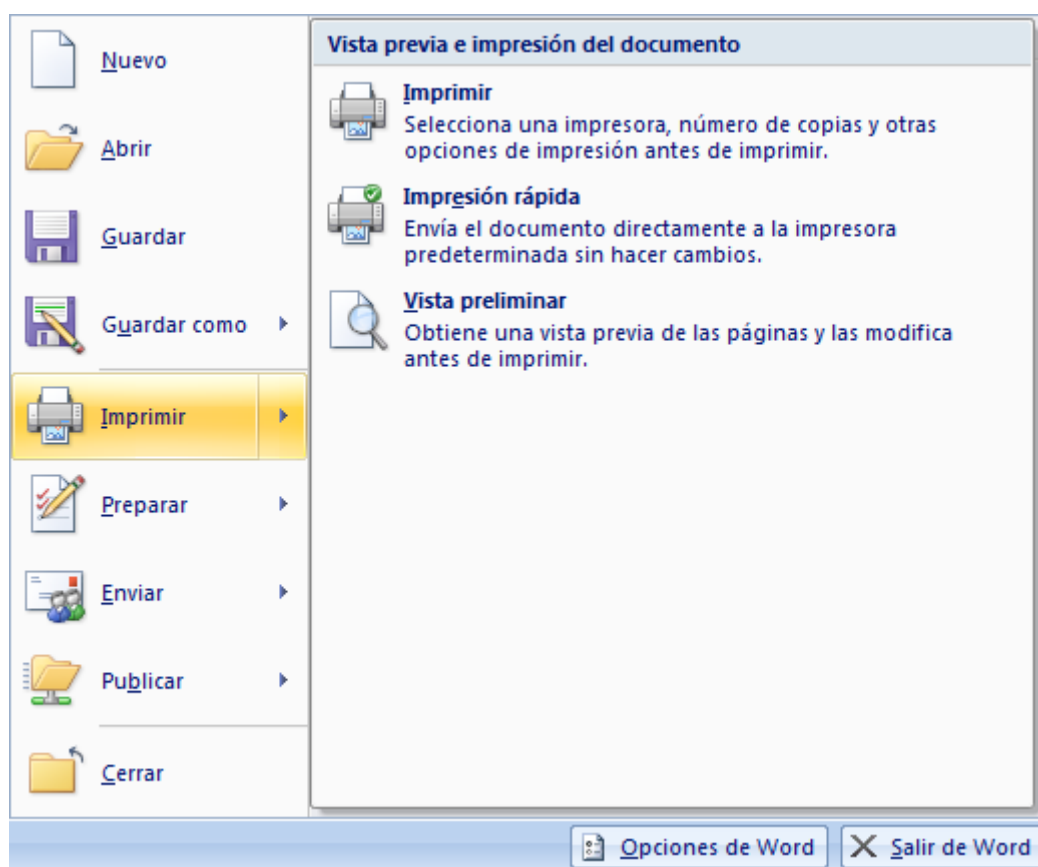 Nuevo
Abrir
Guardar
Guardar como
Imprimir
Preparar
Enviar
Publicar
Cerrar
Vista previa e impresión del documento
Imprimir
Selecciona una impresora, número de copias y otras
opciones de impresión antes de imprimir.
Impresión rápida
Envía el documento directamente a la impresora
predeterminada sin hacer cambios.
Vista preliminar
Obtiene una vista previa de las páginas y las modifica
antes de imprimir.
Opciones de Word
Salir de Word